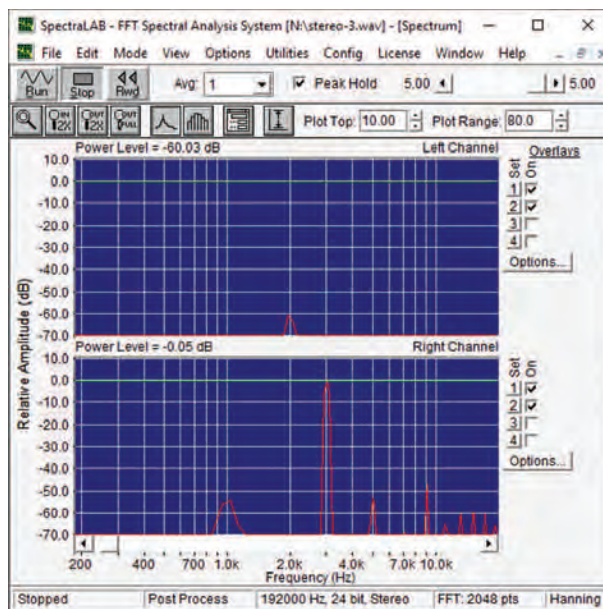 SpectraLAB - FFT Spectral Analysis System [N:\stereo-3.wav] - [Spectrum]
File Edit Mode View Options Utilities Config License Window Help
Run Stop Rwd Avg: 1 Peak Hold 5.00 5.00
IN 2X OUT 2X OUT FULL Plot Top: 10.00 Plot Range: 80.0
Power Level = -60.03 dB Left Channel Overlays
10.0
0.0
-10.0
-20.0
-30.0
-40.0
-50.0
-60.0
-70.0
Set On
1
2
3
4
Options...
Relative Amplitude (dB)
Power Level = -0.05 dB Right Channel
10.0
0.0
-10.0
-20.0
-30.0
-40.0
-50.0
-60.0
-70.0
Set On
1
2
3
4
Options...
200 400 700 1.0k 2.0k 4.0k 7.0k 10.0k
Frequency (Hz)
Stopped Post Process 192000 Hz, 24 bit, Stereo FFT: 2048 pts Hanning